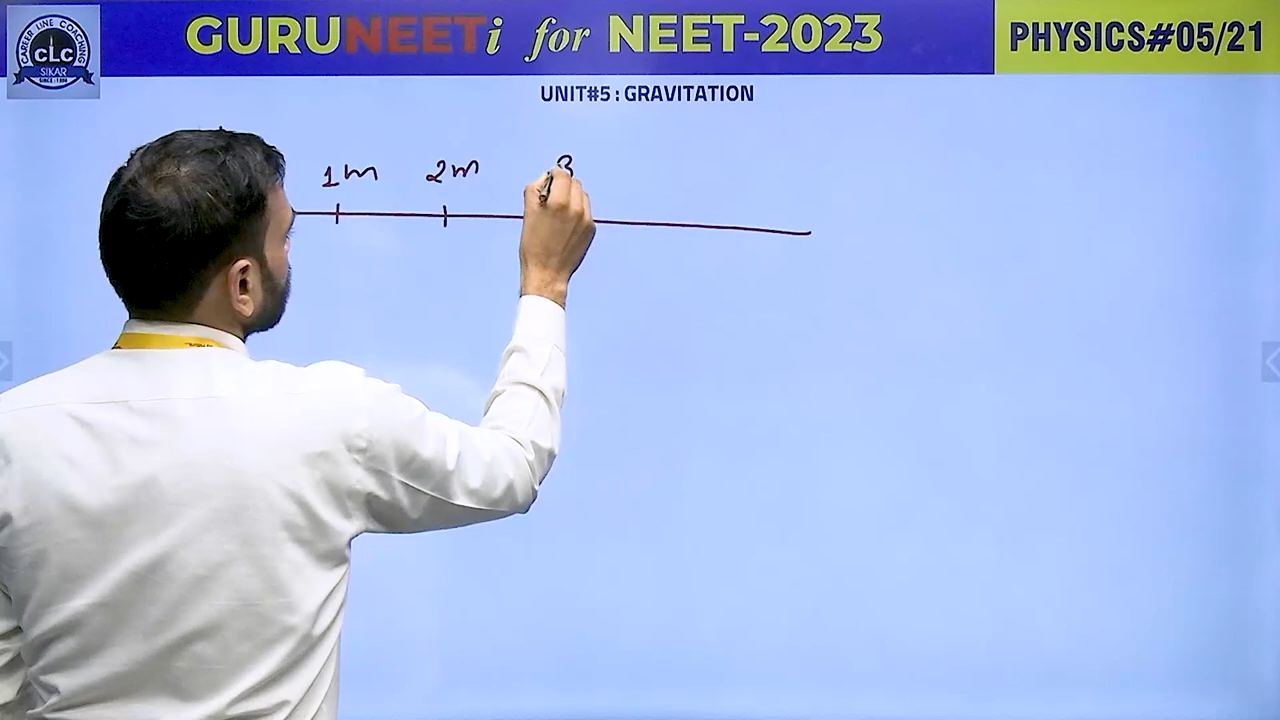 GURUNEETi for NEET-2023
PHYSICS#05/21
CAREER LINE COACHING
CLC
SIKAR
SINCE : 1996
UNIT#5 : GRAVITATION
1m 2m 3